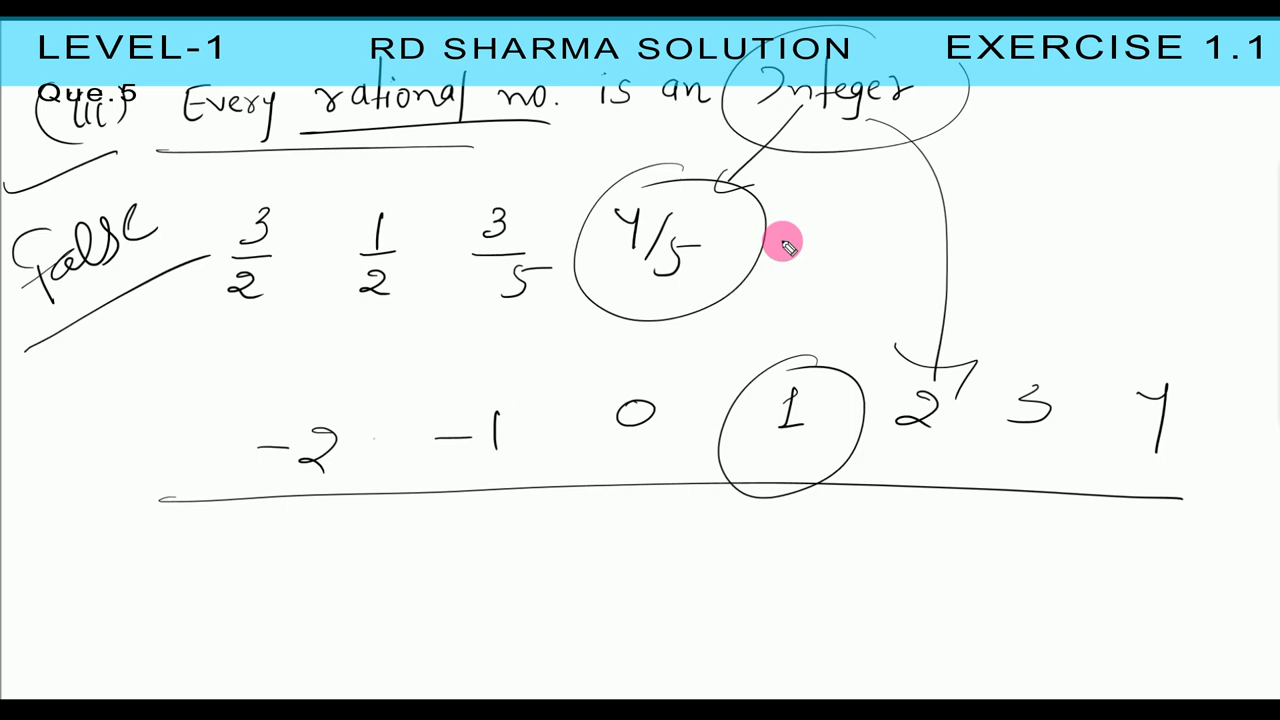 LEVEL-1 RD SHARMA SOLUTION EXERCISE 1.1
Que.5
(iii) Every rational no. is an Integer
False 3/2 1/2 3/5 4/5
-2 -1 0 1 2 3 4